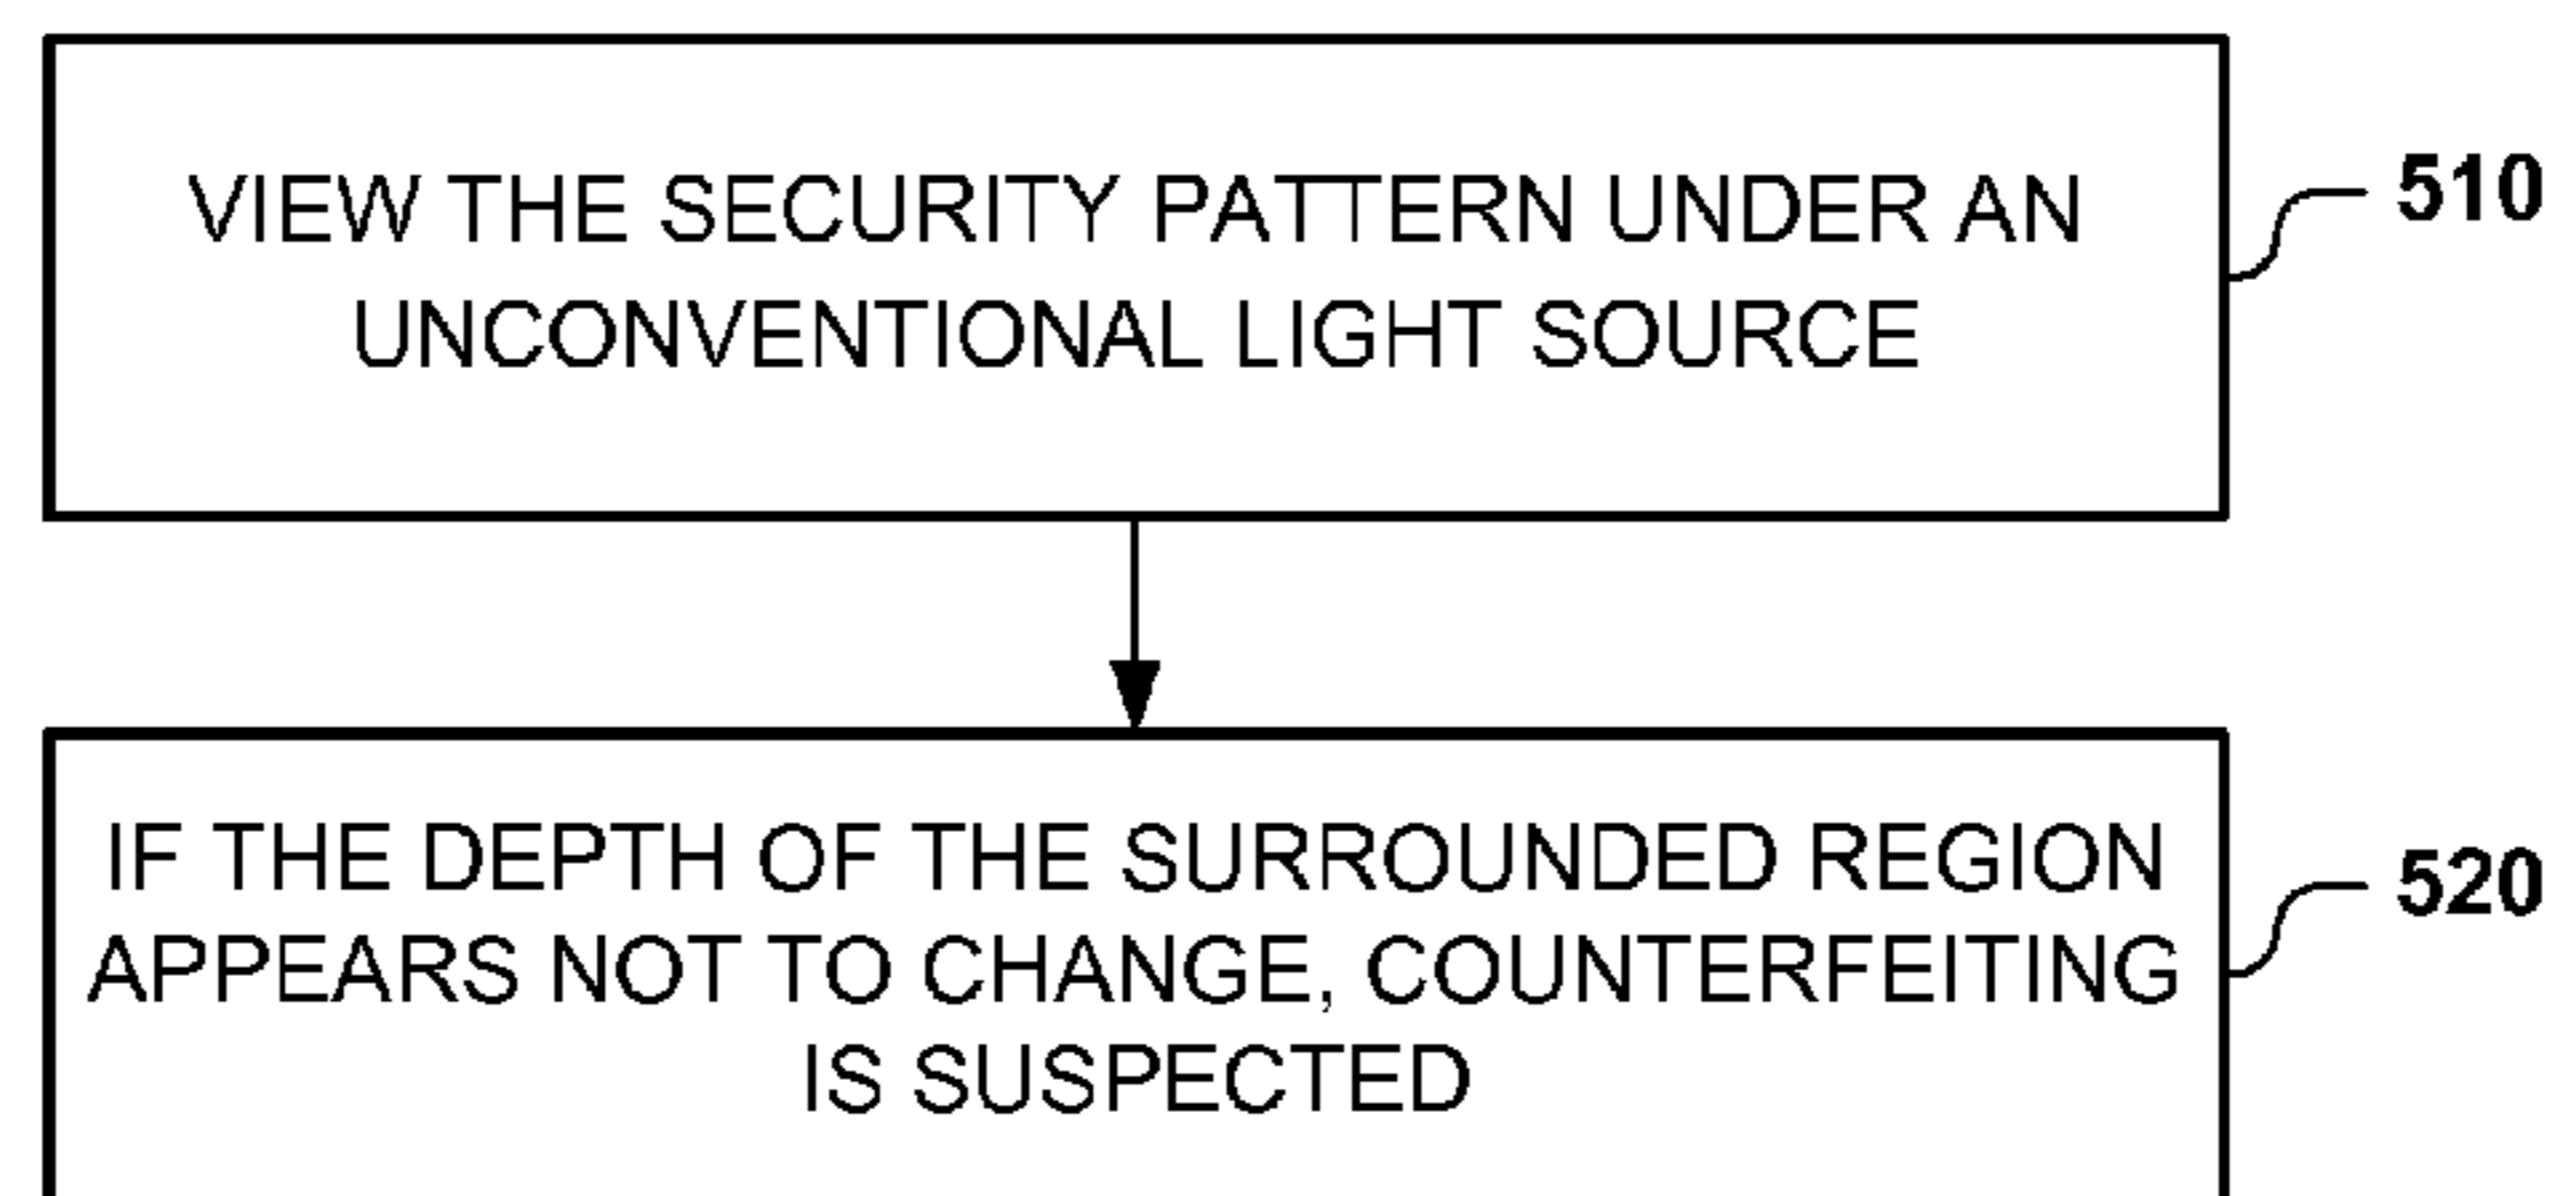 VIEW THE SECURITY PATTERN UNDER AN
UNCONVENTIONAL LIGHT SOURCE
510
IF THE DEPTH OF THE SURROUNDED REGION
APPEARS NOT TO CHANGE, COUNTERFEITING
IS SUSPECTED
520